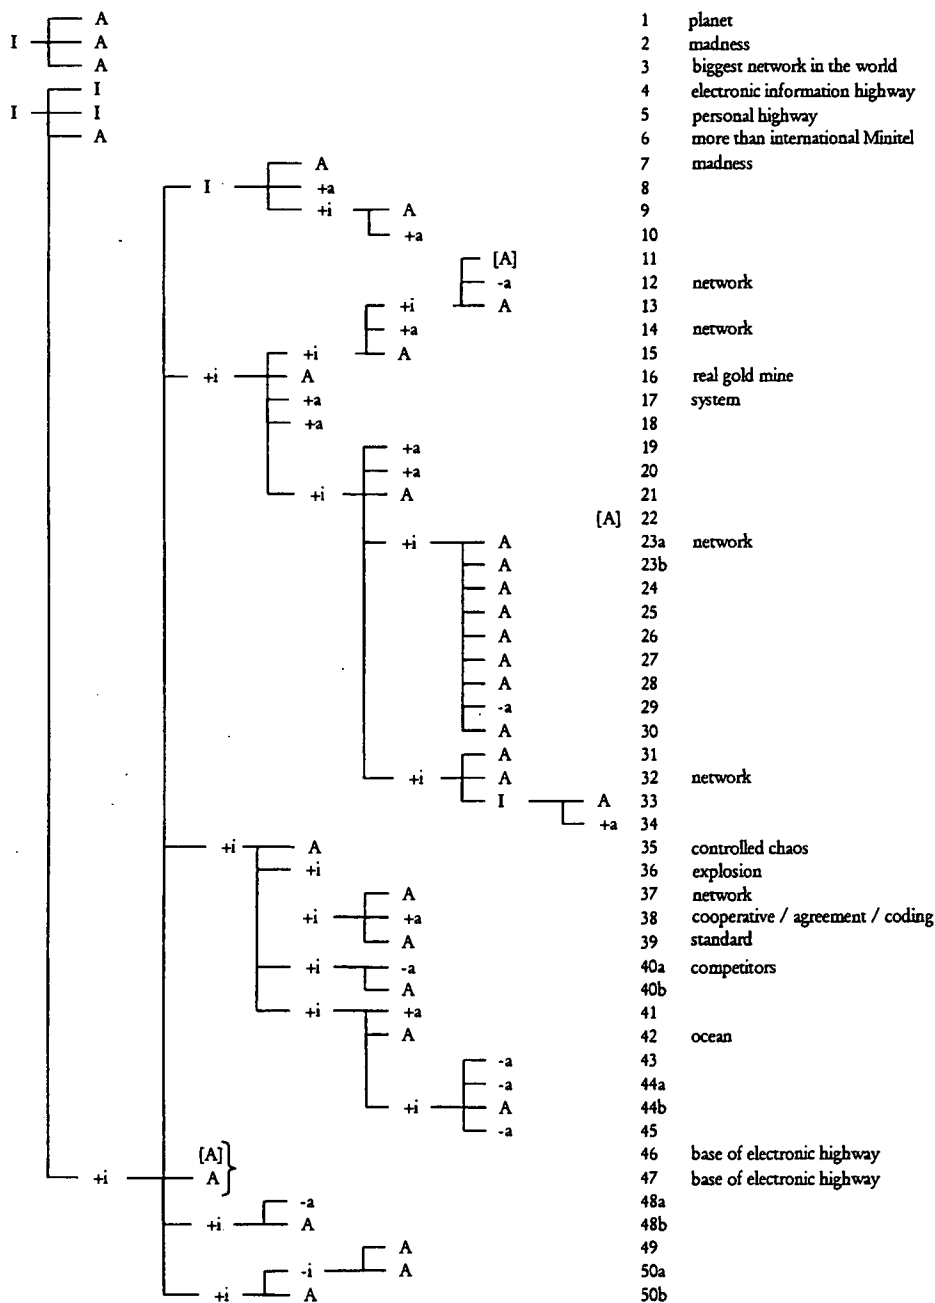 A 1 planet
I A 2 madness
A 3 biggest network in the world
I 4 electronic information highway
I I 5 personal highway
A 6 more than international Minitel
A 7 madness
I +a 8
+i A 9
+a 10
[A] 11
-a 12 network
+i A 13
+a 14 network
+i A 15
+i A 16 real gold mine
+a 17 system
+a 18
+a 19
+a 20
+i A 21
[A] 22
+i A 23a network
A 23b
A 24
A 25
A 26
A 27
A 28
-a 29
A 30
A 31
+i A 32 network
I A 33
+a 34
+i A 35 controlled chaos
+i 36 explosion
A 37 network
+i +a 38 cooperative / agreement / coding
A 39 standard
+i -a 40a competitors
A 40b
+i +a 41
A 42 ocean
-a 43
-a 44a
+i A 44b
-a 45
[A] 46 base of electronic highway
+i A 47 base of electronic highway
-a 48a
+i A 48b
A 49
-i A 50a
+i A 50b